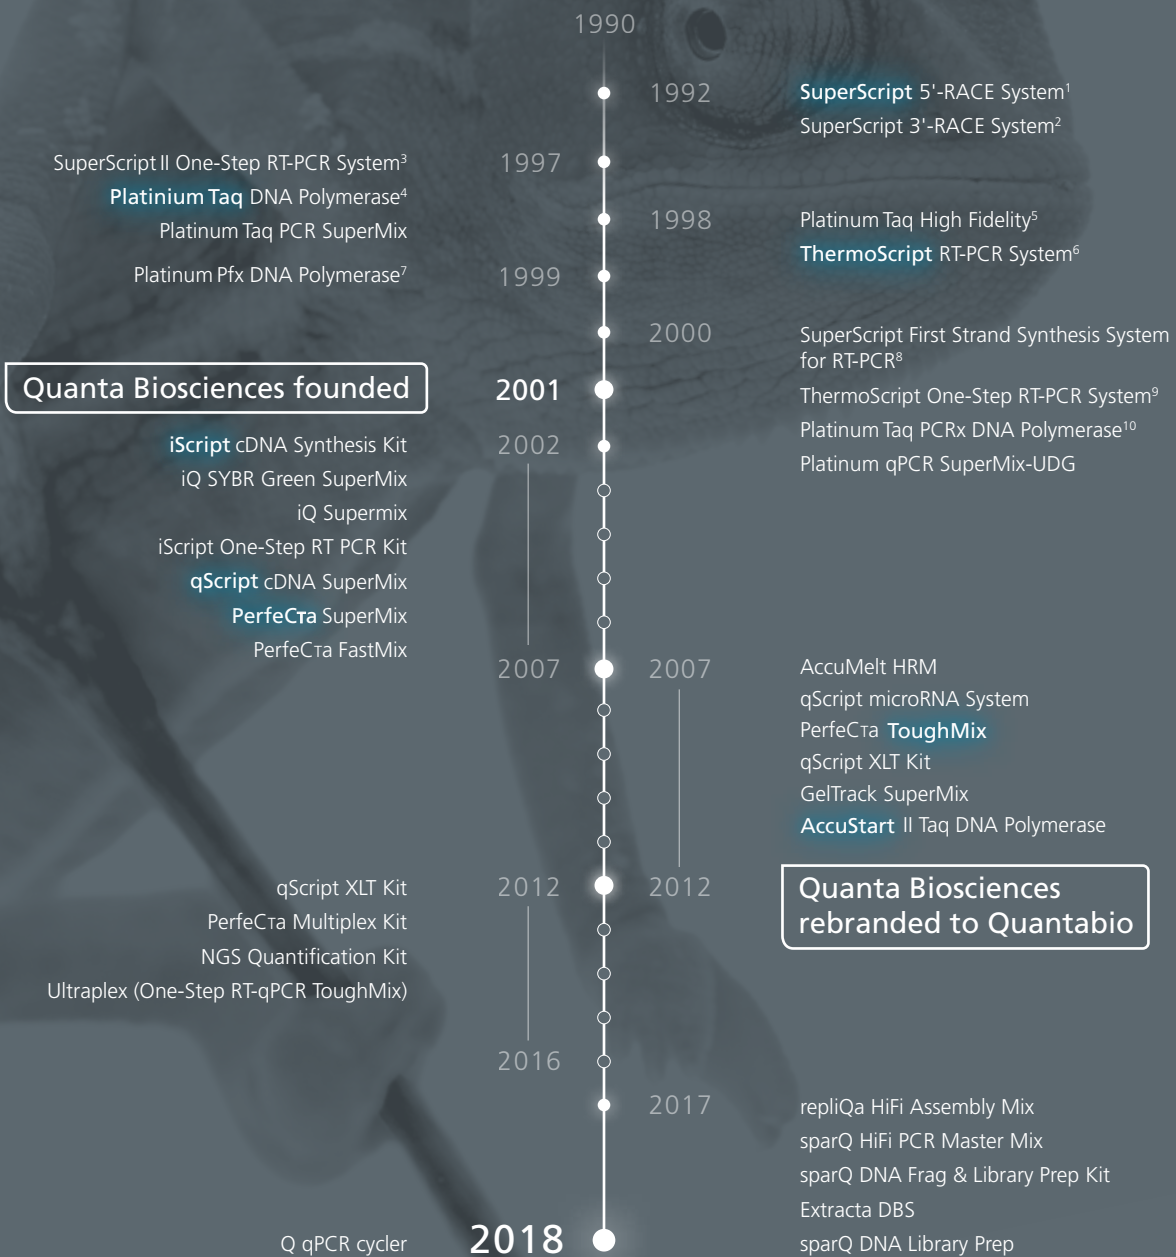 1990
1992
SuperScript 5'-RACE System¹
SuperScript 3'-RACE System²
1997
SuperScript II One-Step RT-PCR System³
Platinium Taq DNA Polymerase⁴
Platinum Taq PCR SuperMix
1998
Platinum Taq High Fidelity⁵
ThermoScript RT-PCR System⁶
1999
Platinum Pfx DNA Polymerase⁷
2000
SuperScript First Strand Synthesis System
for RT-PCR⁸
ThermoScript One-Step RT-PCR System⁹
Platinum Taq PCRx DNA Polymerase¹⁰
Platinum qPCR SuperMix-UDG
Quanta Biosciences founded
2001
2002
iScript cDNA Synthesis Kit
iQ SYBR Green SuperMix
iQ Supermix
iScript One-Step RT PCR Kit
qScript cDNA SuperMix
PerfeCTa SuperMix
PerfeCTa FastMix
2007
2007
AccuMelt HRM
qScript microRNA System
PerfeCTa ToughMix
qScript XLT Kit
GelTrack SuperMix
AccuStart II Taq DNA Polymerase
2012
2012
Quanta Biosciences
rebranded to Quantabio
qScript XLT Kit
PerfeCTa Multiplex Kit
NGS Quantification Kit
Ultraplex (One-Step RT-qPCR ToughMix)
2016
2017
repliQa HiFi Assembly Mix
sparQ HiFi PCR Master Mix
sparQ DNA Frag & Library Prep Kit
Extracta DBS
sparQ DNA Library Prep
2018
Q qPCR cycler